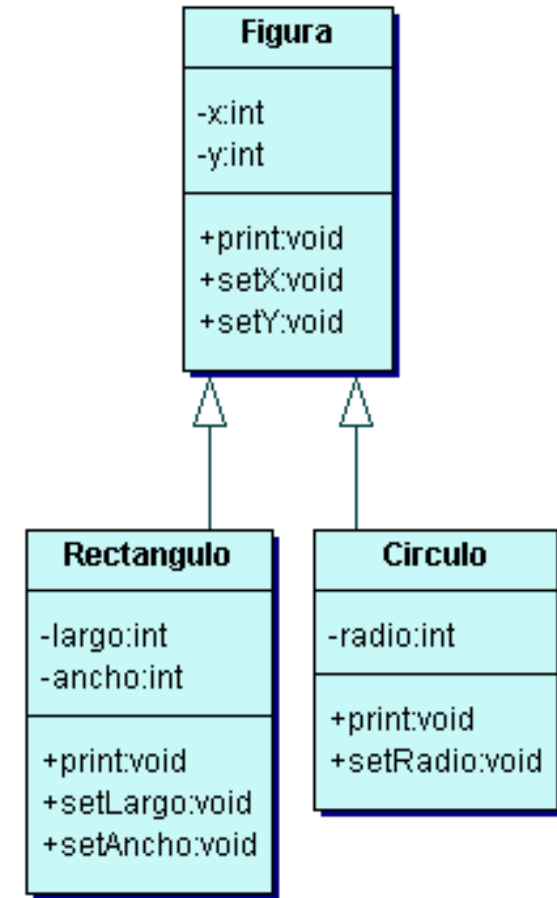 Figura
-x:int
-y:int
+print:void
+setX:void
+setY:void
Rectangulo
-largo:int
-ancho:int
+print:void
+setLargo:void
+setAncho:void
Circulo
-radio:int
+print:void
+setRadio:void